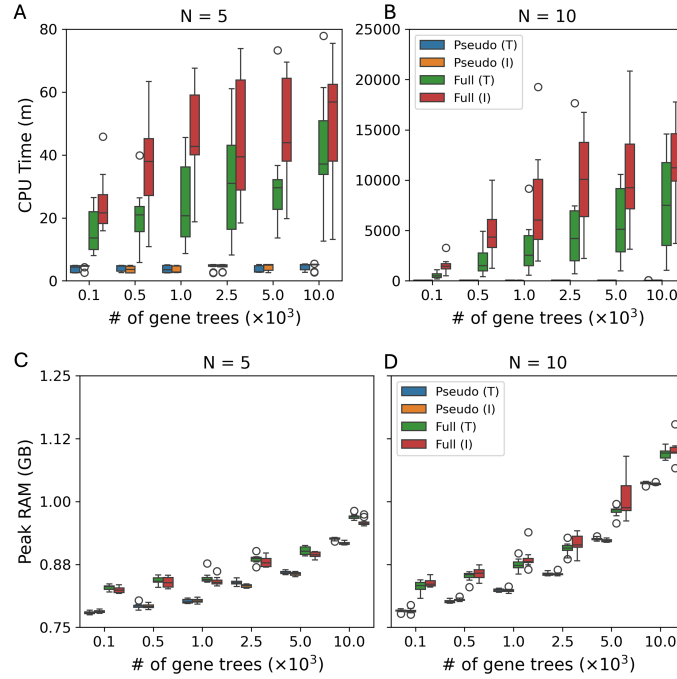 A
N = 5
80
60
40
20
0
CPU Time (m)
0.1 0.5 1.0 2.5 5.0 10.0
# of gene trees (×10³)
B
N = 10
25000
20000
15000
10000
5000
0
Pseudo (T)
Pseudo (I)
Full (T)
Full (I)
0.1 0.5 1.0 2.5 5.0 10.0
# of gene trees (×10³)
C
N = 5
1.25
1.12
1.00
0.88
0.75
Peak RAM (GB)
0.1 0.5 1.0 2.5 5.0 10.0
# of gene trees (×10³)
D
N = 10
Pseudo (T)
Pseudo (I)
Full (T)
Full (I)
0.1 0.5 1.0 2.5 5.0 10.0
# of gene trees (×10³)